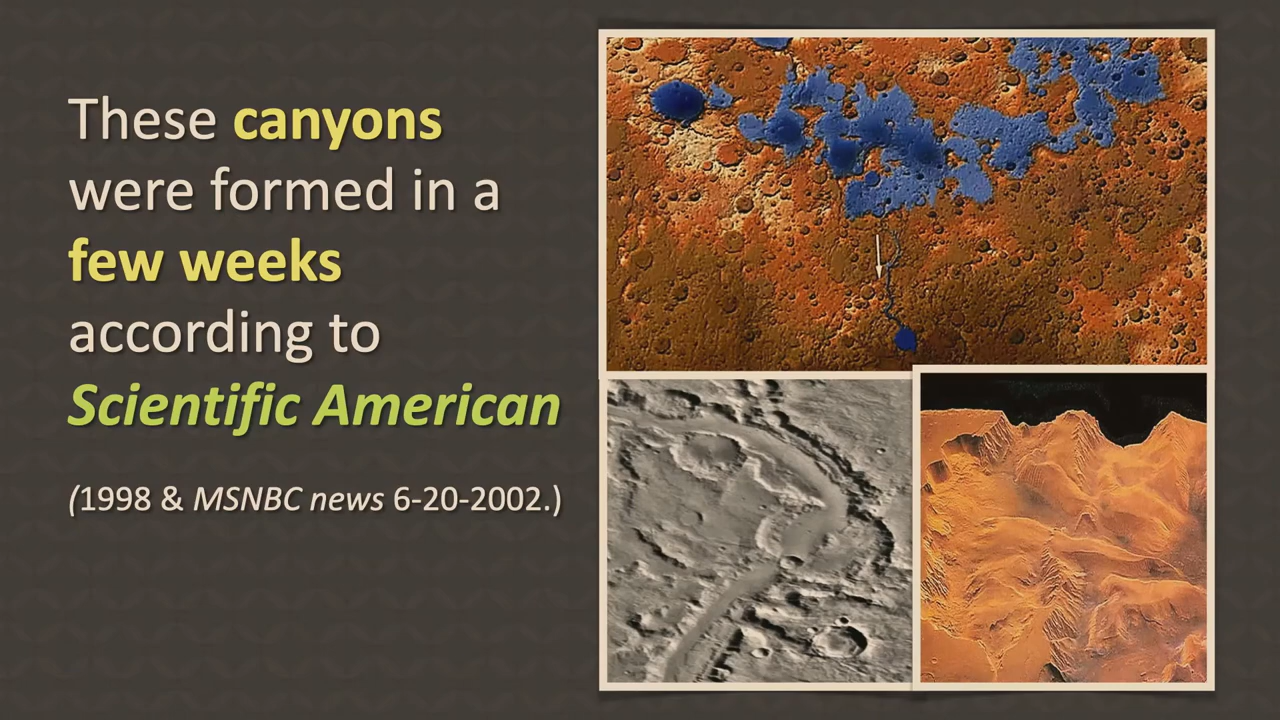 These canyons
were formed in a
few weeks
according to
Scientific American
(1998 & MSNBC news 6-20-2002.)